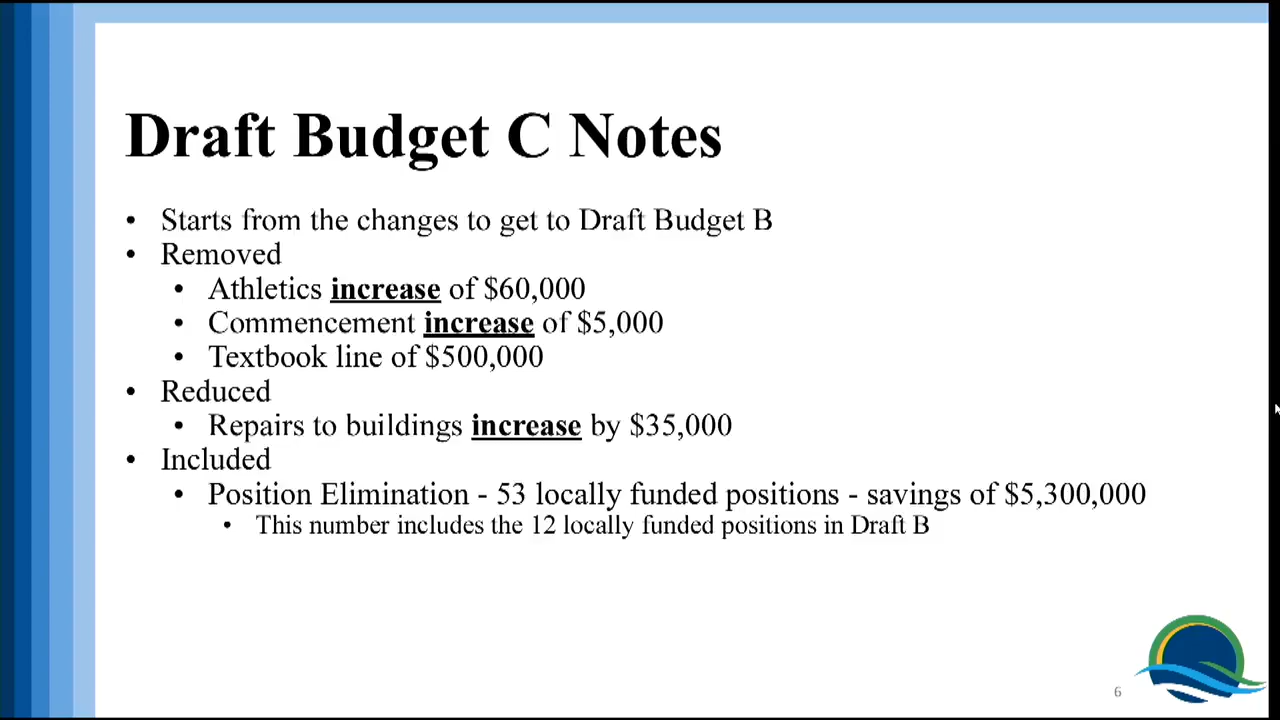 Draft Budget C Notes
• Starts from the changes to get to Draft Budget B
• Removed
• Athletics increase of $60,000
• Commencement increase of $5,000
• Textbook line of $500,000
• Reduced
• Repairs to buildings increase by $35,000
• Included
• Position Elimination - 53 locally funded positions - savings of $5,300,000
• This number includes the 12 locally funded positions in Draft B
6